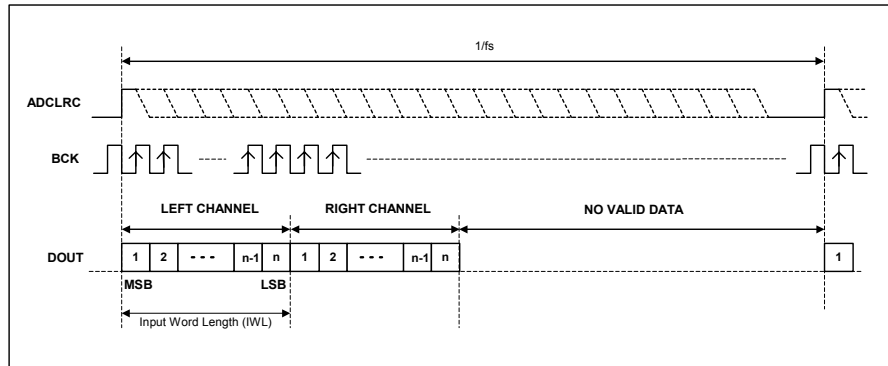 1/fs
ADCLRC
BCK
LEFT CHANNEL RIGHT CHANNEL NO VALID DATA
DOUT 1 2 - - - n-1 n 1 2 - - - n-1 n 1
MSB LSB
Input Word Length (IWL)